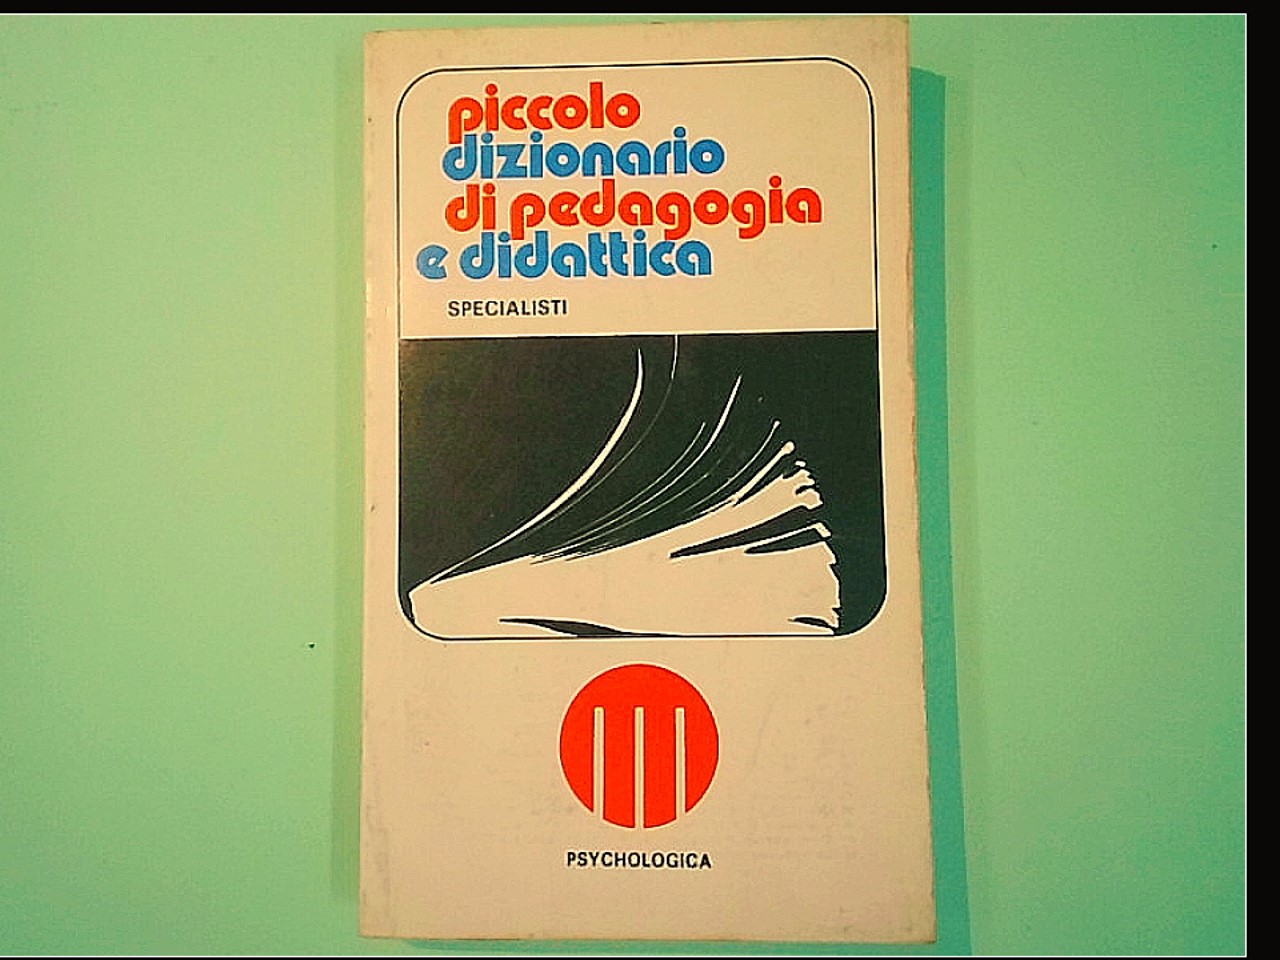 piccolo
dizionario
di pedagogia
e didattica
SPECIALISTI
PSYCHOLOGICA